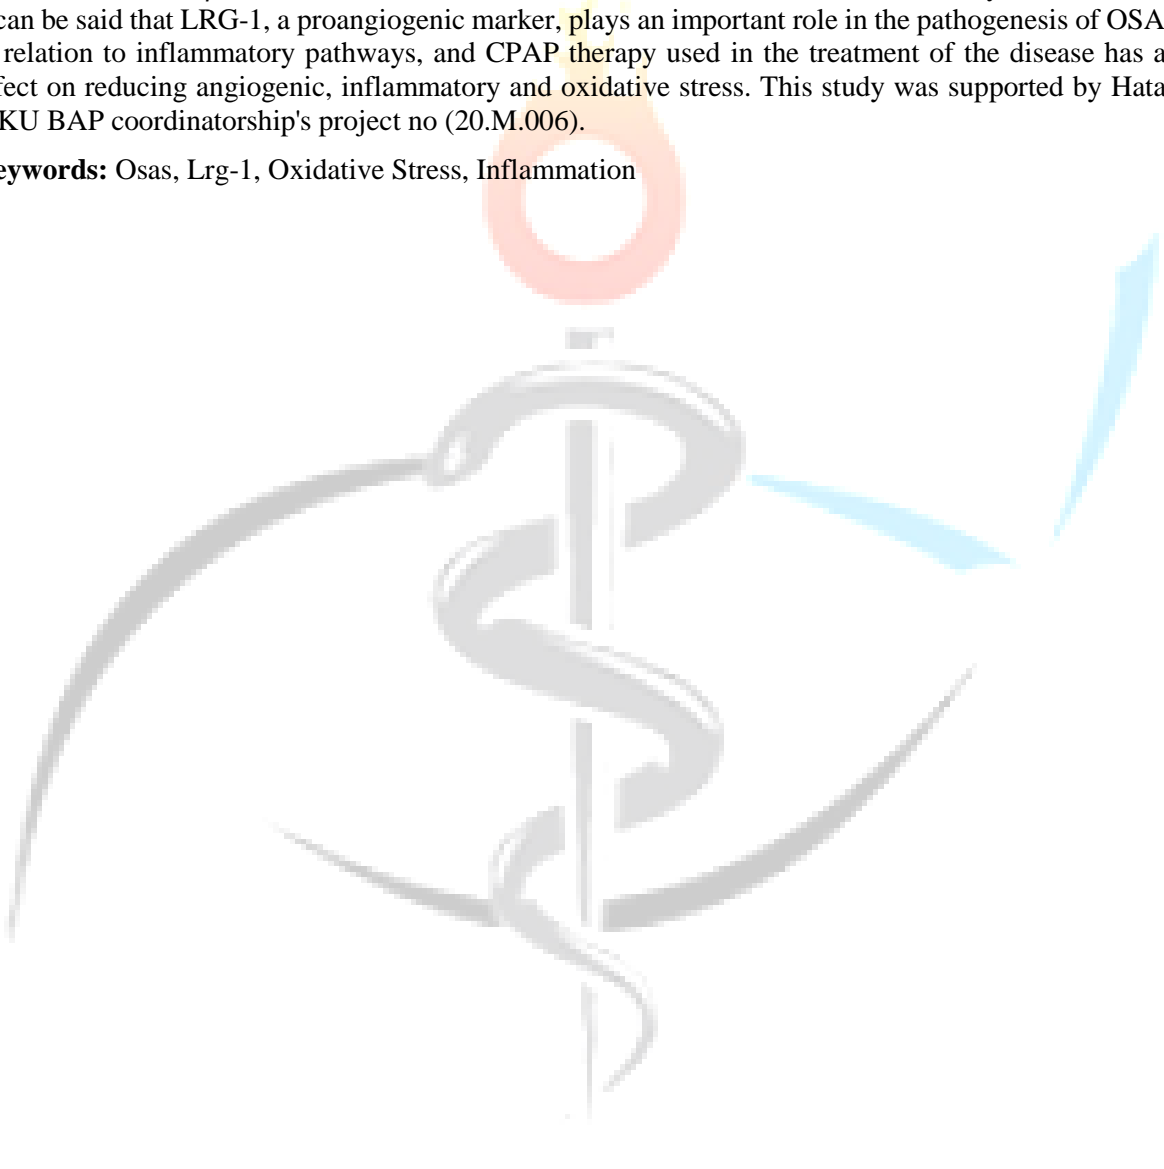 can be said that LRG-1, a proangiogenic marker, plays an important role in the pathogenesis of OSA
relation to inflammatory pathways, and CPAP therapy used in the treatment of the disease has a
fect on reducing angiogenic, inflammatory and oxidative stress. This study was supported by Hata
KU BAP coordinatorship's project no (20.M.006).
eywords: Osas, Lrg-1, Oxidative Stress, Inflammation